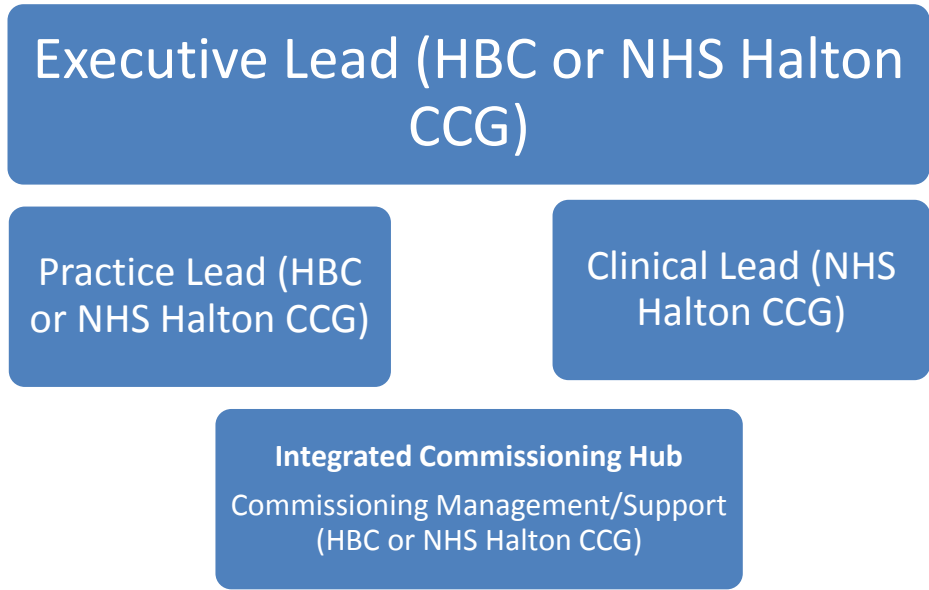 Executive Lead (HBC or NHS Halton
CCG)
Practice Lead (HBC
or NHS Halton CCG)
Clinical Lead (NHS
Halton CCG)
Integrated Commissioning Hub
Commissioning Management/Support
(HBC or NHS Halton CCG)